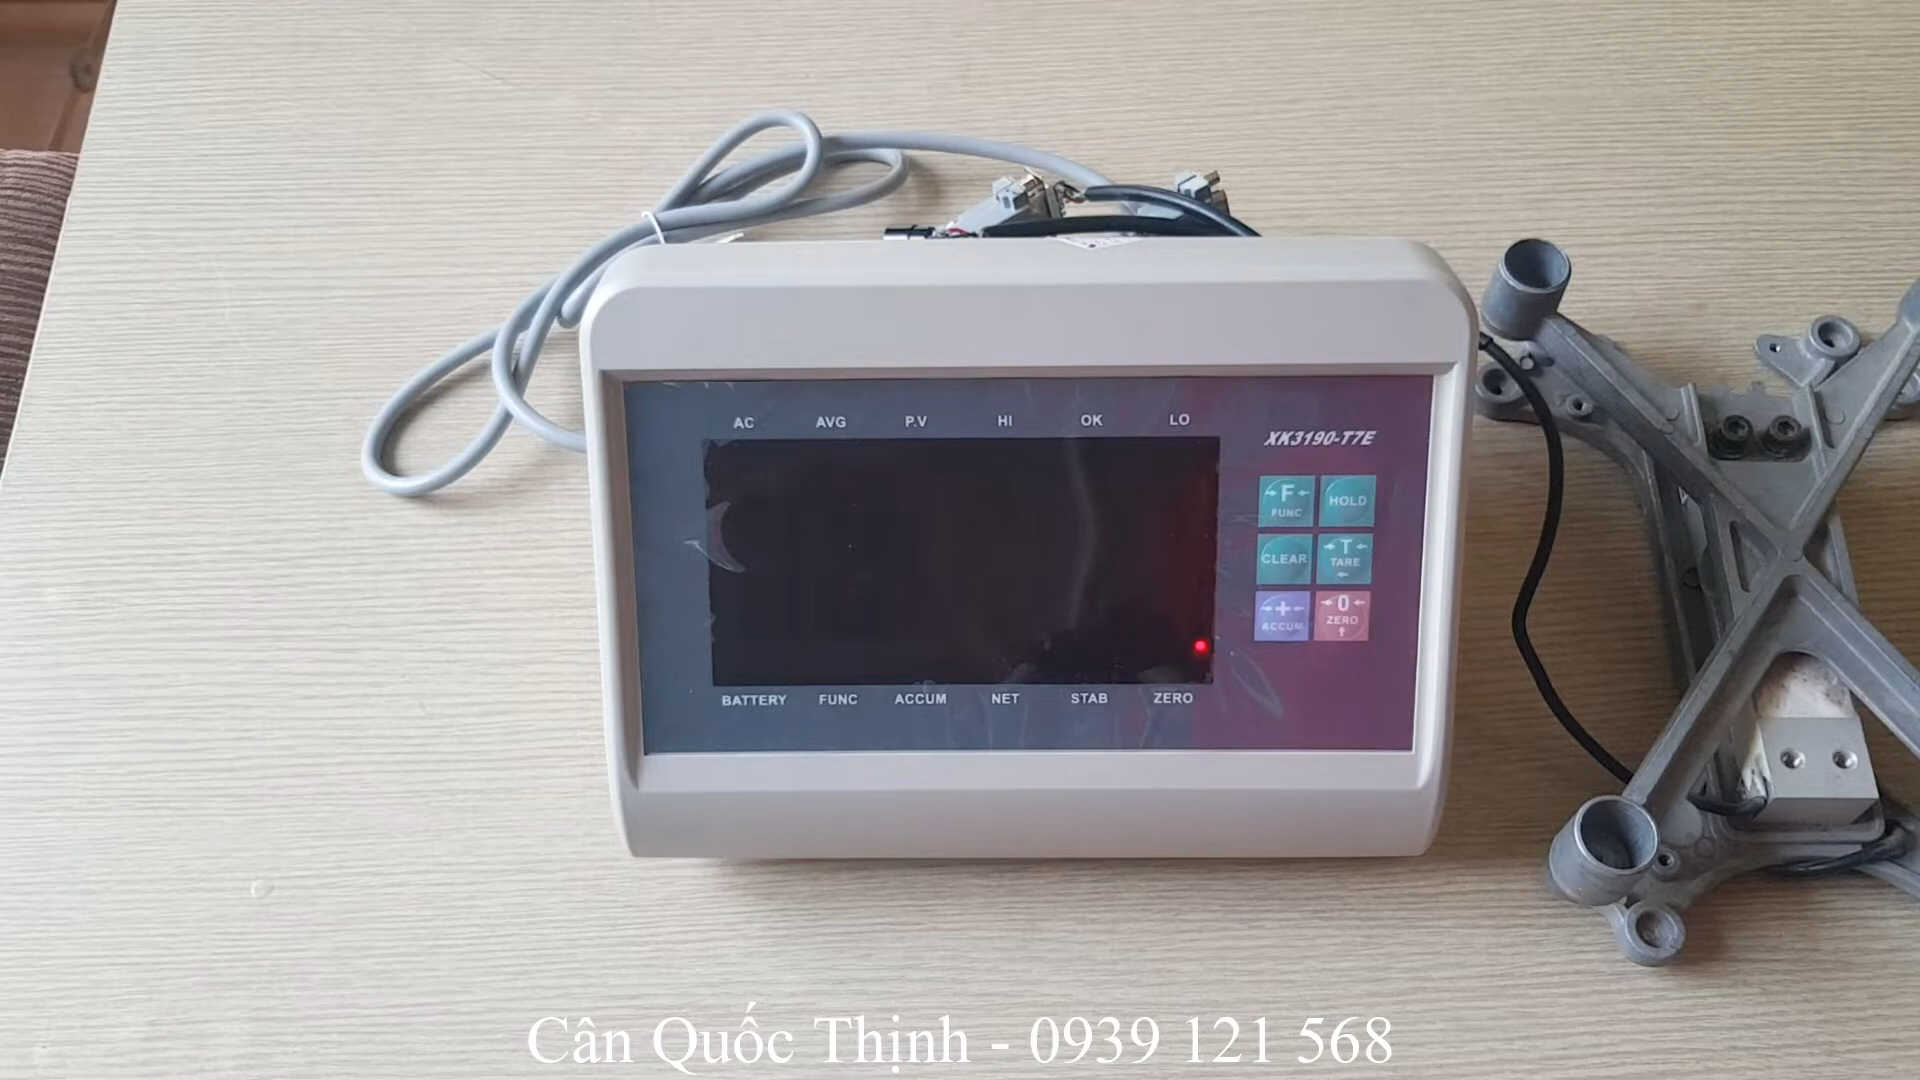 AC AVG P.V HI OK LO
XK3190-T7E
F
FUNC
HOLD
CLEAR
T
TARE
+
ACCUM
0
ZERO
BATTERY FUNC ACCUM NET STAB ZERO
Cân Quốc Thịnh - 0939 121 568